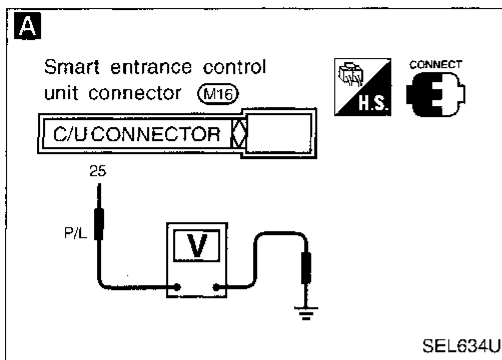 A
Smart entrance control
unit connector (M16)
H.S.
CONNECT
C/U CONNECTOR
25
P/L
V
SEL634U